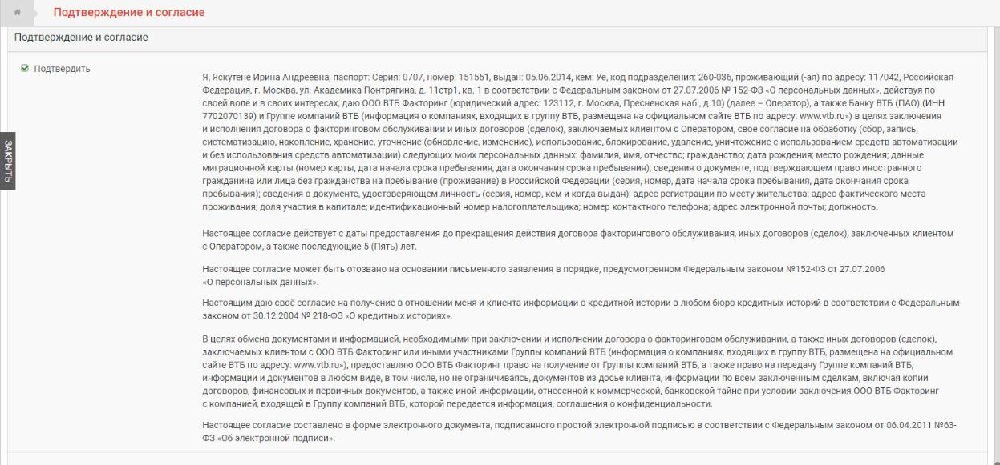 Подтверждение и согласие
Подтверждение и согласие
Подтвердить
Я, Яскутене Ирина Андреевна, паспорт: Серия: 0707, номер: 151551, выдан: 05.06.2014, кем: Уе, код подразделения: 260-036, проживающий (-ая) по адресу: 117042, Российская
Федерация, г. Москва, ул. Академика Понтрягина, д. 11стр1, кв. 1 в соответствии с Федеральным законом от 27.07.2006 № 152-ФЗ «О персональных данных», действуя по
своей воле и в своих интересах, даю ООО ВТБ Факторинг (юридический адрес: 123112, г. Москва, Пресненская наб., д.10) (далее – Оператор), а также Банку ВТБ (ПАО) (ИНН
7702070139) и Группе компаний ВТБ (информация о компаниях, входящих в группу ВТБ, размещена на официальном сайте ВТБ по адресу: www.vtb.ru») в целях заключения
и исполнения договора о факторинговом обслуживании и иных договоров (сделок), заключаемых клиентом с Оператором, свое согласие на обработку (сбор, запись,
систематизацию, накопление, хранение, уточнение (обновление, изменение), использование, блокирование, удаление, уничтожение с использованием средств автоматизации
и без использования средств автоматизации) следующих моих персональных данных: фамилия, имя, отчество; гражданство; дата рождения; место рождения; данные
миграционной карты (номер карты, дата начала срока пребывания, дата окончания срока пребывания); сведения о документе, подтверждающем право иностранного
гражданина или лица без гражданства на пребывание (проживание) в Российской Федерации (серия, номер, дата начала срока пребывания, дата окончания срока
пребывания); сведения о документе, удостоверяющем личность (серия, номер, кем и когда выдан); адрес регистрации по месту жительства; адрес фактического места
проживания; доля участия в капитале; идентификационный номер налогоплательщика; номер контактного телефона; адрес электронной почты; должность.
Настоящее согласие действует с даты предоставления до прекращения действия договора факторингового обслуживания, иных договоров (сделок), заключенных клиентом
с Оператором, а также последующие 5 (Пять) лет.
Настоящее согласие может быть отозвано на основании письменного заявления в порядке, предусмотренном Федеральным законом №152-ФЗ от 27.07.2006
«О персональных данных».
Настоящим даю своё согласие на получение в отношении меня и клиента информации о кредитной истории в любом бюро кредитных историй в соответствии с Федеральным
законом от 30.12.2004 № 218-ФЗ «О кредитных историях».
В целях обмена документами и информацией, необходимыми при заключении и исполнении договора о факторинговом обслуживании, а также иных договоров (сделок),
заключаемых клиентом с ООО ВТБ Факторинг или иными участниками Группы компаний ВТБ (информация о компаниях, входящих в группу ВТБ, размещена на официальном
сайте ВТБ по адресу: www.vtb.ru»), предоставляю ООО ВТБ Факторинг право на получение от Группы компаний ВТБ, а также право на передачу Группе компаний ВТБ,
информации и документов в любом виде, в том числе, но не ограничиваясь, документов из досье клиента, информации по всем заключенным сделкам, включая копии
договоров, финансовых и первичных документов, а также иной информации, отнесенной к коммерческой, банковской тайне при условии заключения ООО ВТБ Факторинг
с компанией, входящей в Группу компаний ВТБ, которой передается информация, соглашения о конфиденциальности.
Настоящее согласие составлено в форме электронного документа, подписанного простой электронной подписью в соответствии с Федеральным законом от 06.04.2011 №63-
ФЗ «Об электронной подписи».
ЗАКРЫТЬ